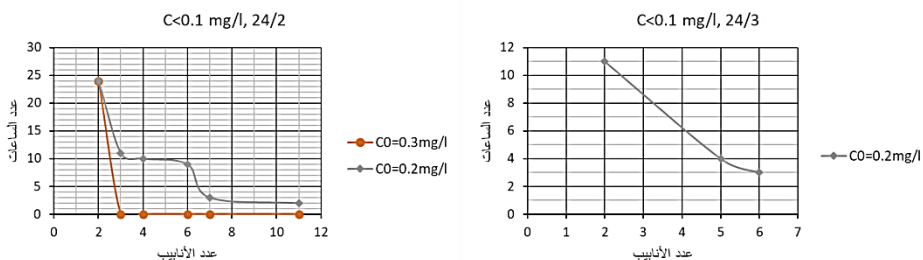 C<0.1 mg/l, 24/2
30
25
20
15
10
5
0
0 2 4 6 8 10 12
عدد الساعات
عدد الأنابيب
C0=0.3mg/l
C0=0.2mg/l
C<0.1 mg/l, 24/3
12
10
8
6
4
2
0
0 1 2 3 4 5 6 7
عدد الساعات
عدد الأنابيب
C0=0.2mg/l